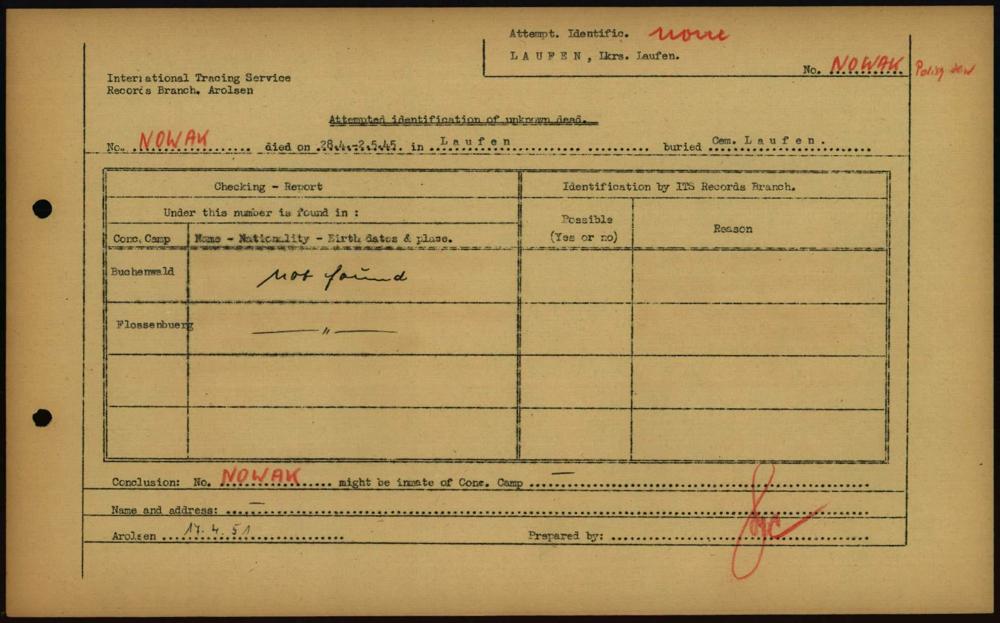 Attempt. Identific. none
LAUFEN, Lkrs. Laufen.
No. NOWAK
International Tracing Service
Records Branch, Arolsen
Attempted identification of unknown dead.
No. NOWAK died on 28.4.-2.5.45. in Laufen buried Cem. Laufen.
Checking - Report
Identification by ITS Records Branch.
Under this number is found in :
Possible
(Yes or no)
Reason
Conc. Camp
Name - Nationality - Birth dates & place.
Buchenwald
not found
Flossenbuerg
— " —
Conclusion: No. NOWAK might be inmate of Conc. Camp —
Name and address: —
Arolsen 17.4.51
Prepared by: